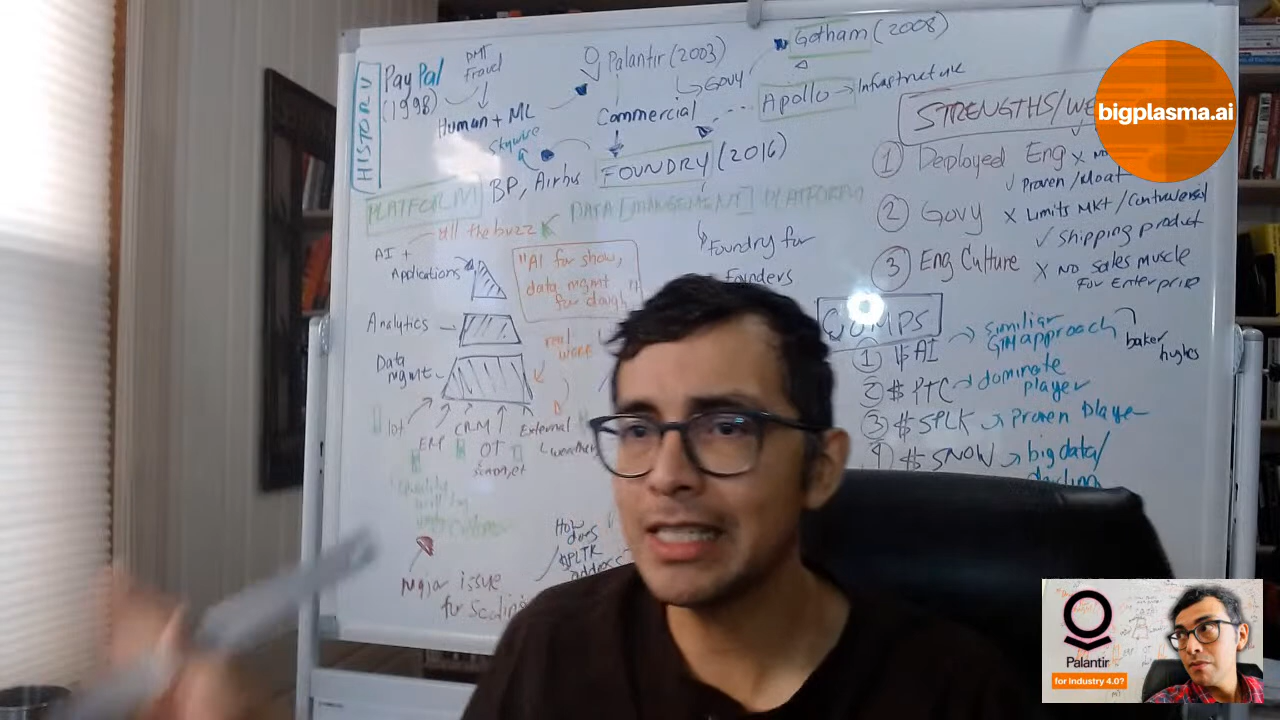 HISTORY
PayPal
(1998)
PMT
Fraud
Human + ML
Palantir (2003)
Govy
Gotham (2008)
Commercial
Apollo → Infrastructure
skywise
BP, Airbus
FOUNDRY (2016)
PLATFORM
all the buzz
AI +
Applications
"AI for show,
data mgmt
for dough"
Foundry for
Founders
Analytics
Data
mgmt
real
work
Iot
ERP
CRM
OT
External
weather
Major issue
for scaling
How
does
$PLTR
address
STRENGTHS/WE
bigplasma.ai
1 Deployed Eng x
✓ Proven/Moat
2 Govy x Limits MKT/Controversial
✓ Shipping product
3 Eng Culture x No sales muscle
For Enterprise
COMPS
1 $AI → similiar
GTM approach
baker
hughes
2 $PTC → dominate
player
3 $SPLK → Proven Player
4 $SNOW → big data/
Palantir
for Industry 4.0?